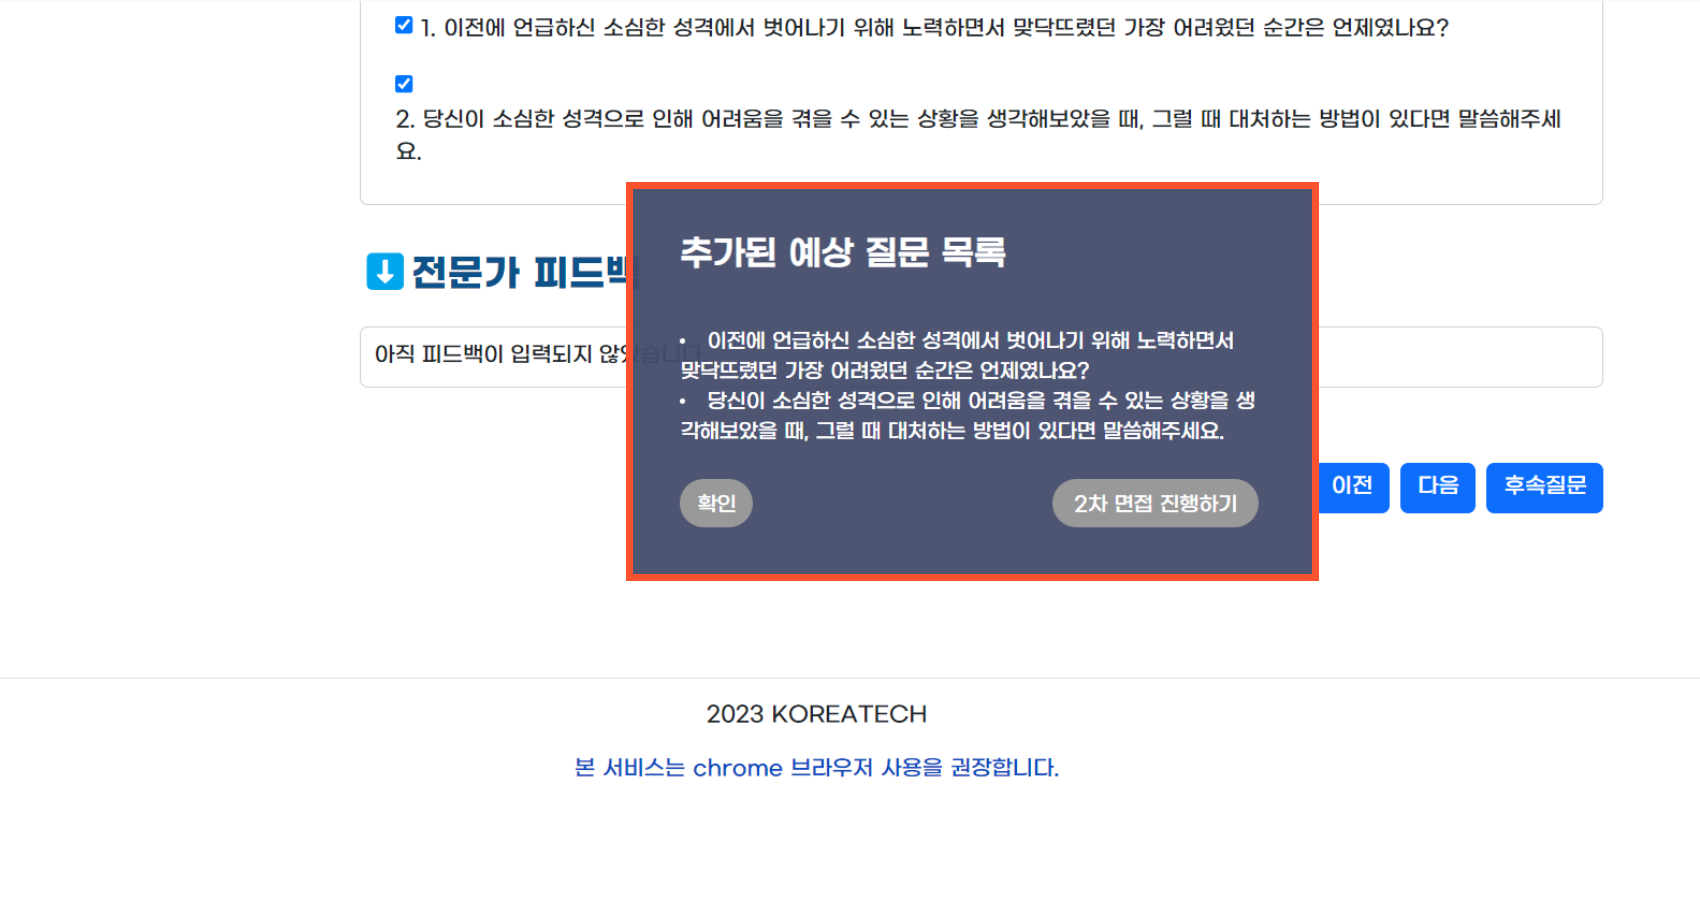 1. 이전에 언급하신 소심한 성격에서 벗어나기 위해 노력하면서 맞닥뜨렸던 가장 어려웠던 순간은 언제였나요?
2. 당신이 소심한 성격으로 인해 어려움을 겪을 수 있는 상황을 생각해보았을 때, 그럴 때 대처하는 방법이 있다면 말씀해주세
요.
전문가 피드백
아직 피드백이 입력되지 않았습니다
추가된 예상 질문 목록
• 이전에 언급하신 소심한 성격에서 벗어나기 위해 노력하면서
맞닥뜨렸던 가장 어려웠던 순간은 언제였나요?
• 당신이 소심한 성격으로 인해 어려움을 겪을 수 있는 상황을 생
각해보았을 때, 그럴 때 대처하는 방법이 있다면 말씀해주세요.
확인
2차 면접 진행하기
이전
다음
후속질문
2023 KOREATECH
본 서비스는 chrome 브라우저 사용을 권장합니다.